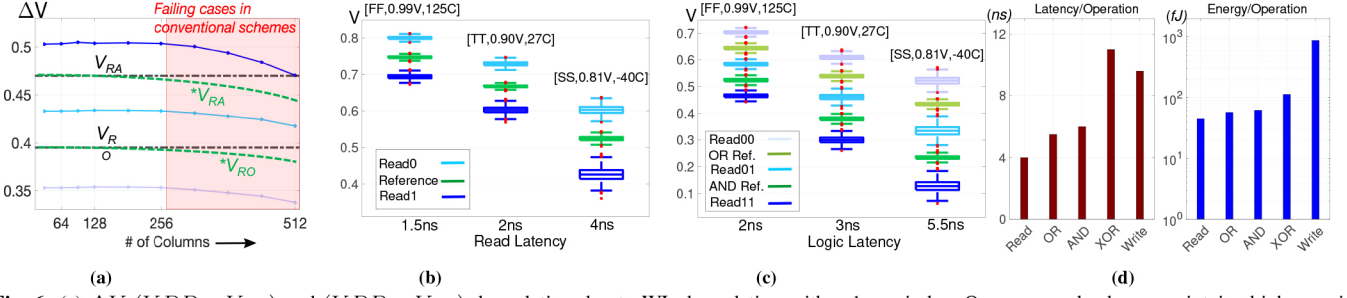 ΔV
Failing cases in
conventional schemes
0.5
0.45
0.4
0.35
V_RA
*V_RA
V_R
O
*V_RO
64 128 256 512
# of Columns
(a)
V
[FF, 0.99V, 125C]
[TT, 0.90V, 27C]
[SS, 0.81V, -40C]
0.8
0.7
0.6
0.5
0.4
Read0
Reference
Read1
1.5ns 2ns 4ns
Read Latency
(b)
V
[FF, 0.99V, 125C]
[TT, 0.90V, 27C]
[SS, 0.81V, -40C]
0.7
0.6
0.5
0.4
0.3
0.2
0.1
Read00
OR Ref.
Read01
AND Ref.
Read11
2ns 3ns 5.5ns
Logic Latency
(c)
(ns) Latency/Operation
12
8
4
0
Read OR AND XOR Write
(fJ) Energy/Operation
10³
10²
10¹
10⁰
Read OR AND XOR Write
(d)